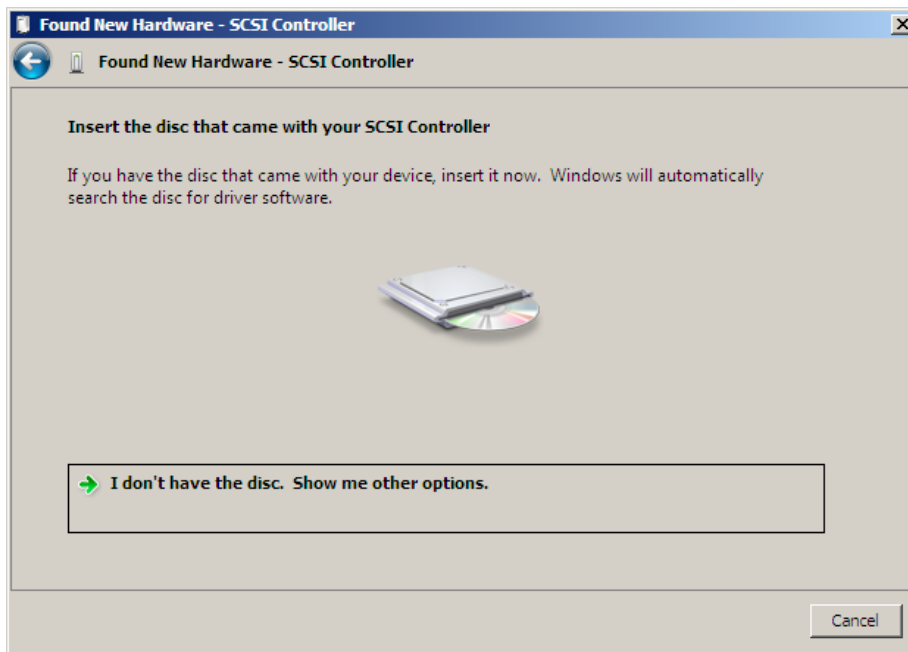 Found New Hardware - SCSI Controller
Found New Hardware - SCSI Controller
Insert the disc that came with your SCSI Controller
If you have the disc that came with your device, insert it now.  Windows will automatically
search the disc for driver software.
I don't have the disc.  Show me other options.
Cancel